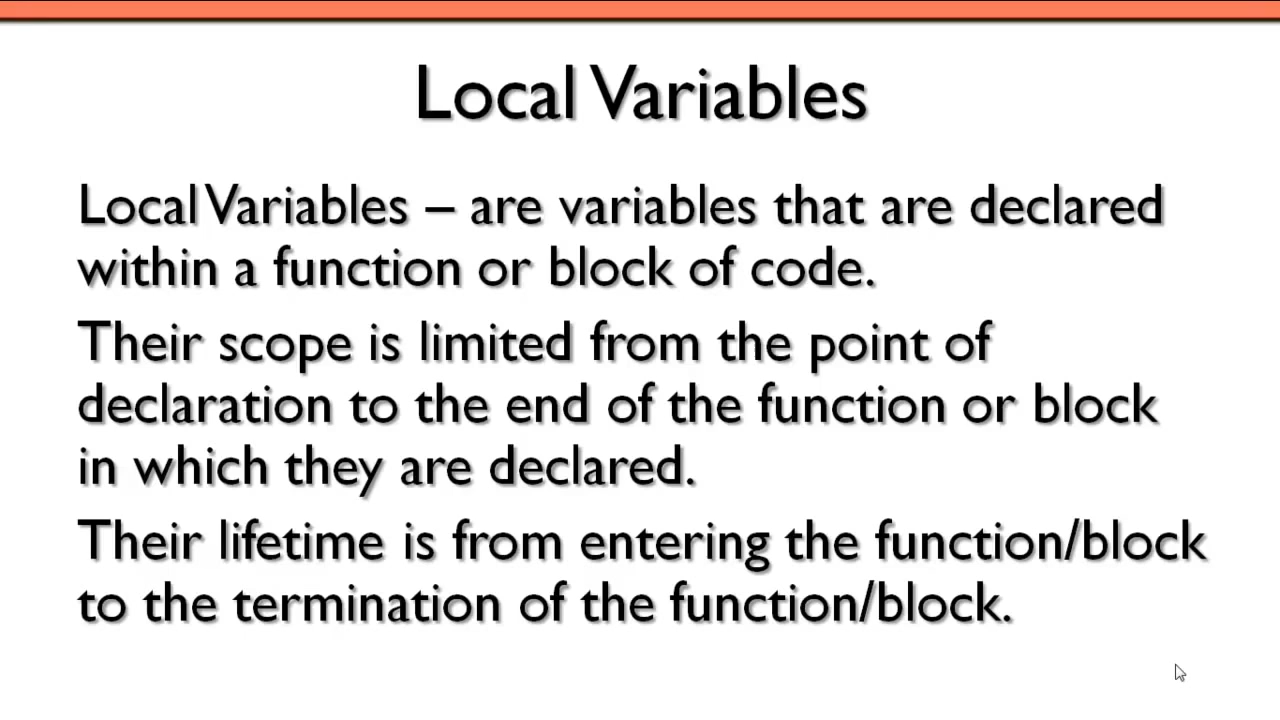 Local Variables
Local Variables – are variables that are declared
within a function or block of code.
Their scope is limited from the point of
declaration to the end of the function or block
in which they are declared.
Their lifetime is from entering the function/block
to the termination of the function/block.